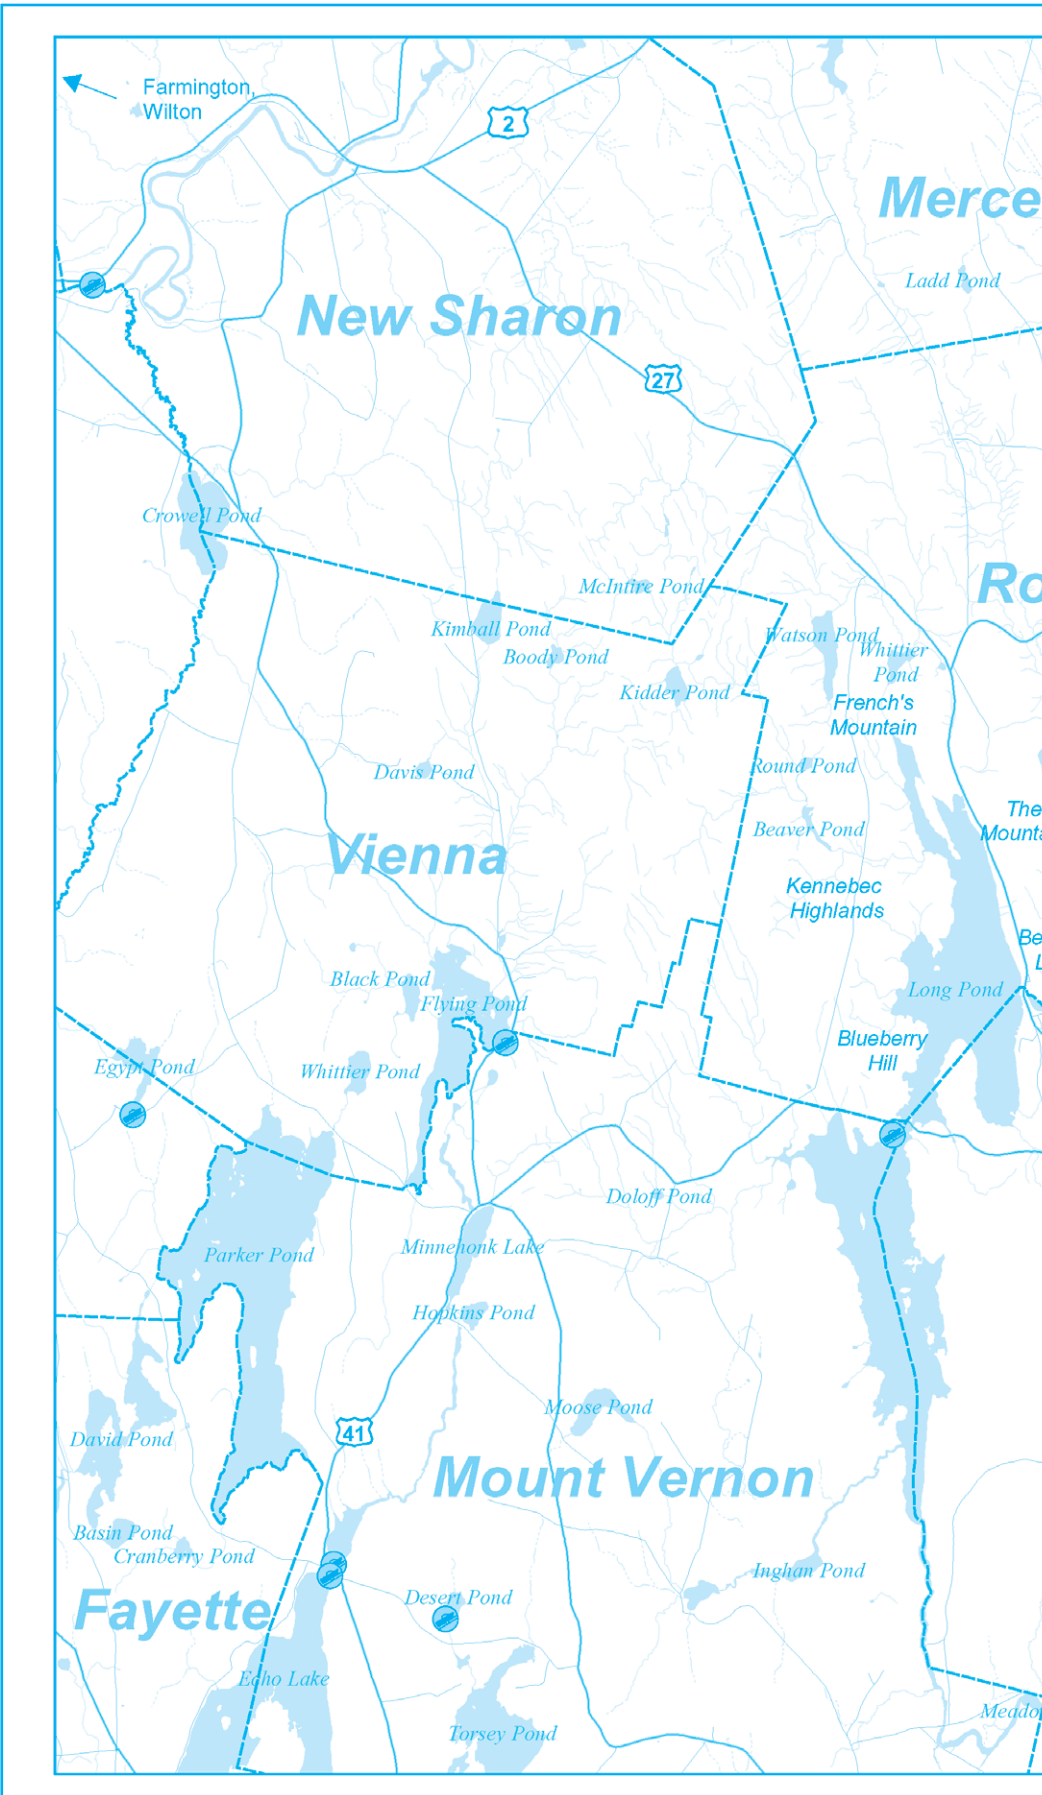 Farmington,
Wilton
2
Merce
Ladd Pond
New Sharon
27
Crowell Pond
McIntire Pond
Ro
Kimball Pond
Watson Pond
Boody Pond
Whittier
Pond
Kidder Pond
French's
Mountain
Davis Pond
Round Pond
The
Mounta
Beaver Pond
Vienna
Kennebec
Highlands
Be
L
Black Pond
Flying Pond
Long Pond
Blueberry
Hill
Egypt Pond
Whittier Pond
Doloff Pond
Parker Pond
Minnehonk Lake
Hopkins Pond
Moose Pond
41
David Pond
Mount Vernon
Basin Pond
Cranberry Pond
Inghan Pond
Desert Pond
Fayette
Echo Lake
Meado
Torsey Pond